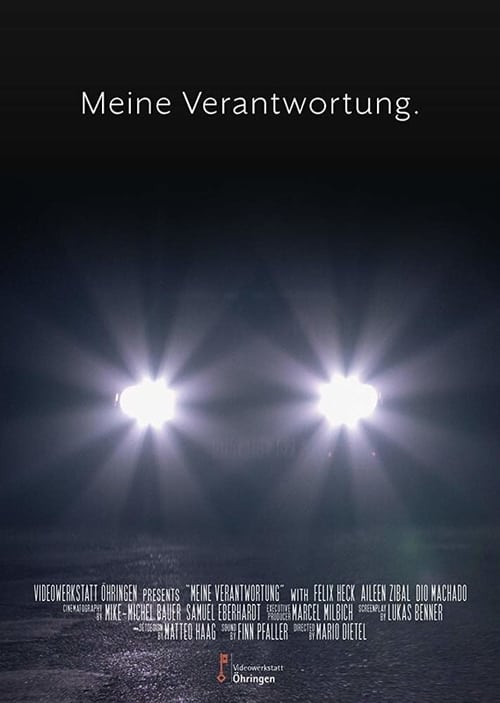 Meine Verantwortung.
VIDEOWERKSTATT ÖHRINGEN PRESENTS "MEINE VERANTWORTUNG" WITH FELIX HECK AILEEN ZIBAL DIO MACHADO
CINEMATOGRAPHY BY MIKE-MICHEL BAUER SAMUEL EBERHARDT EXECUTIVE PRODUCER MARCEL MILBICH SCREENPLAY BY LUKAS BENNER
SETDESIGN BY MATTEO HAAG SOUND BY FINN PFALLER DIRECTED BY MARIO DIETEL
Videowerkstatt
Öhringen